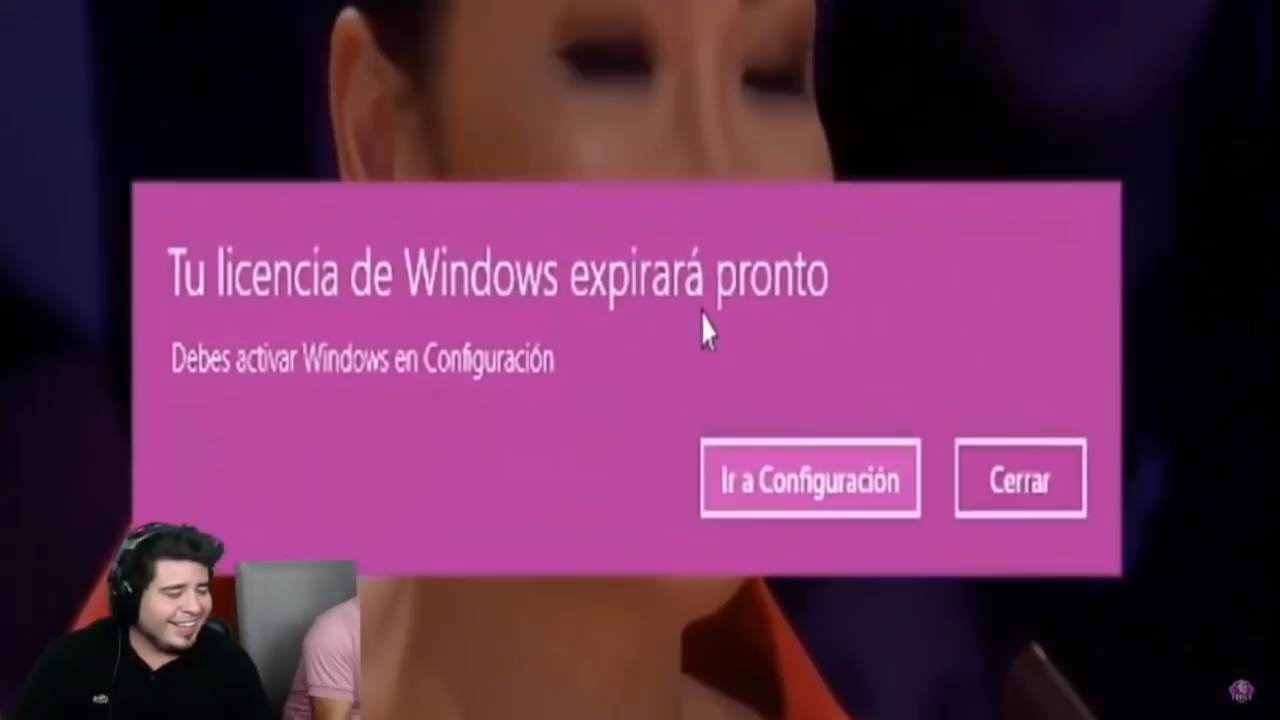 Tu licencia de Windows expirará pronto
Debes activar Windows en Configuración
Ir a Configuración
Cerrar